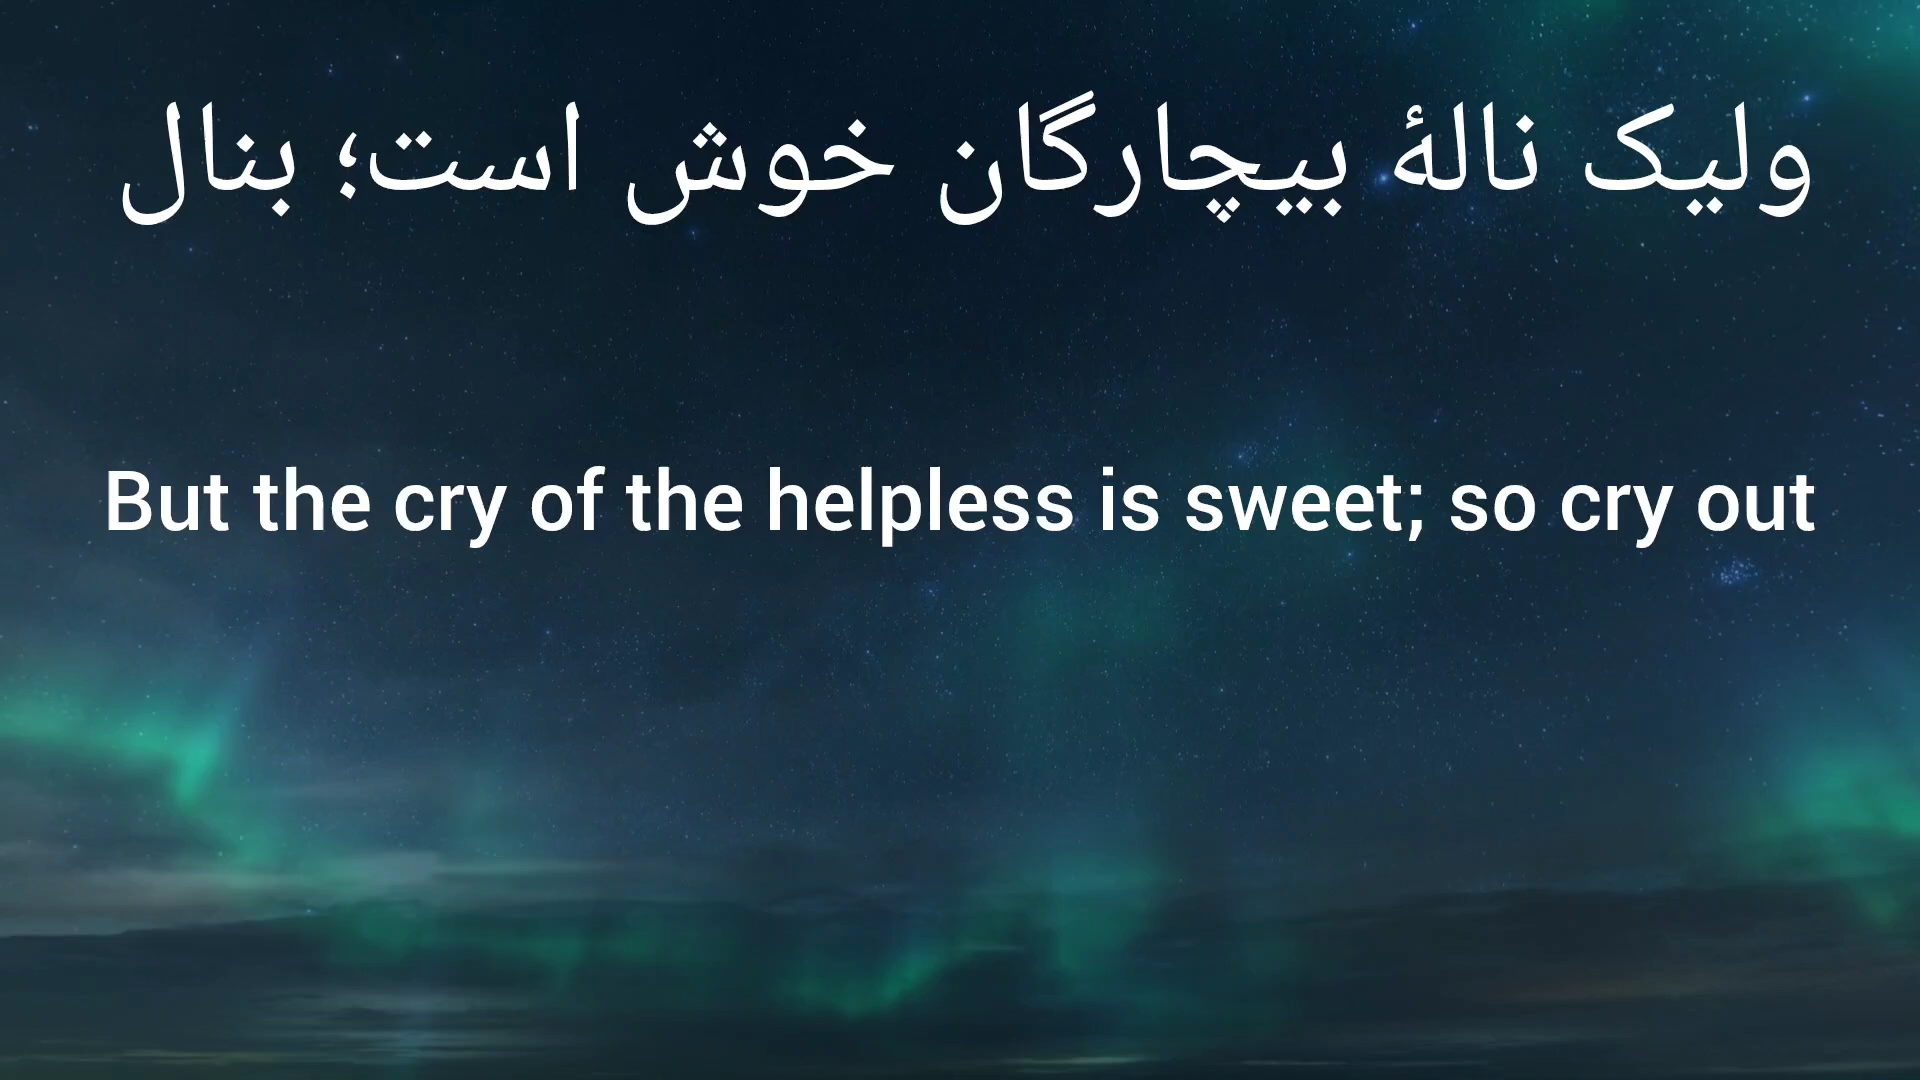 ولیک نالهٔ بیچارگان خوش است؛ بنال
But the cry of the helpless is sweet; so cry out